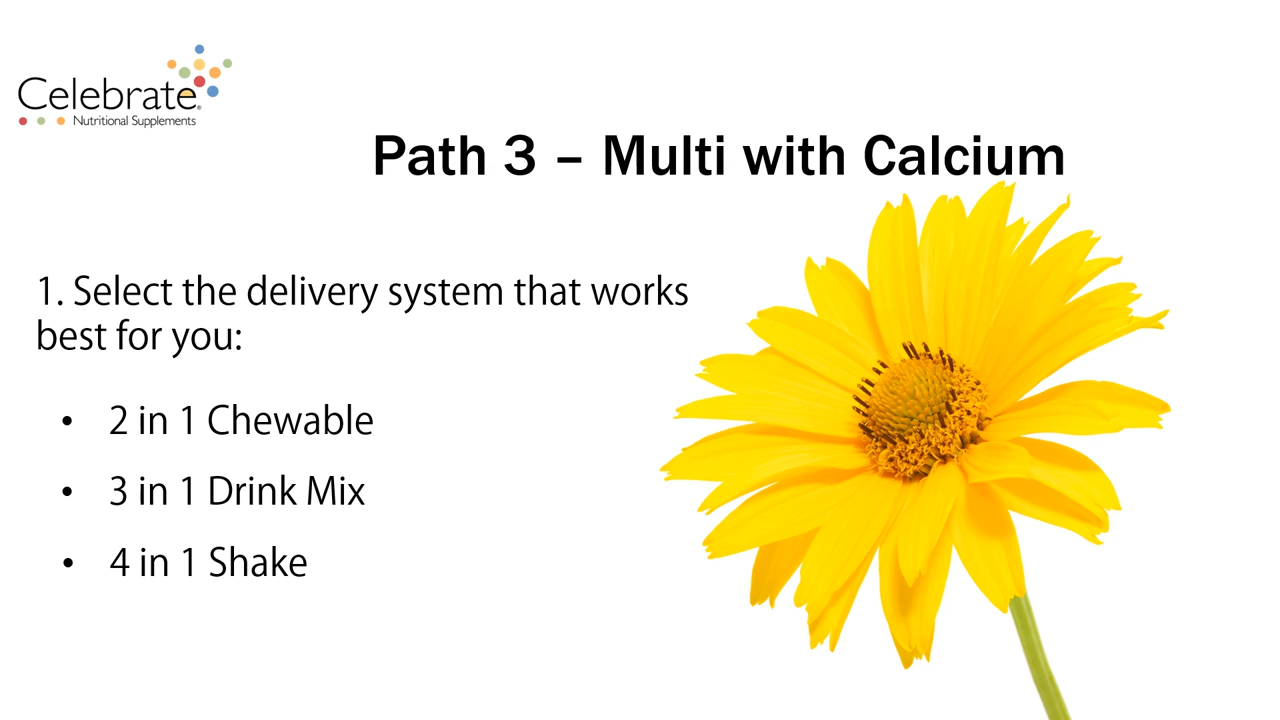 Celebrate
Nutritional Supplements
Path 3 – Multi with Calcium
1. Select the delivery system that works
best for you:
• 2 in 1 Chewable
• 3 in 1 Drink Mix
• 4 in 1 Shake